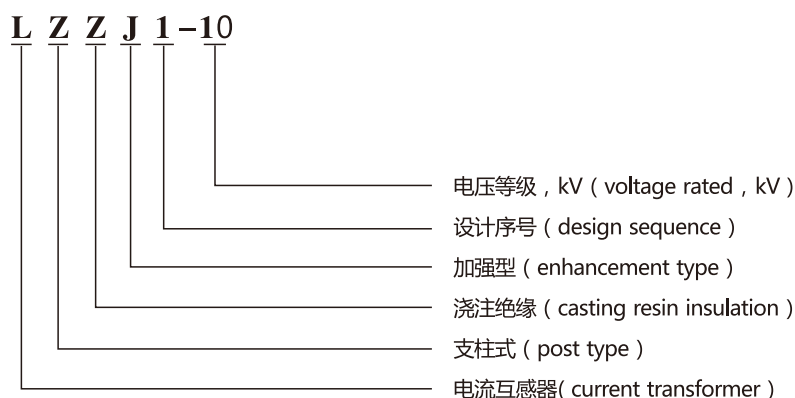 L Z Z J 1-10
电压等级，kV（voltage rated，kV）
设计序号（design sequence）
加强型（enhancement type）
浇注绝缘（casting resin insulation）
支柱式（post type）
电流互感器( current transformer )